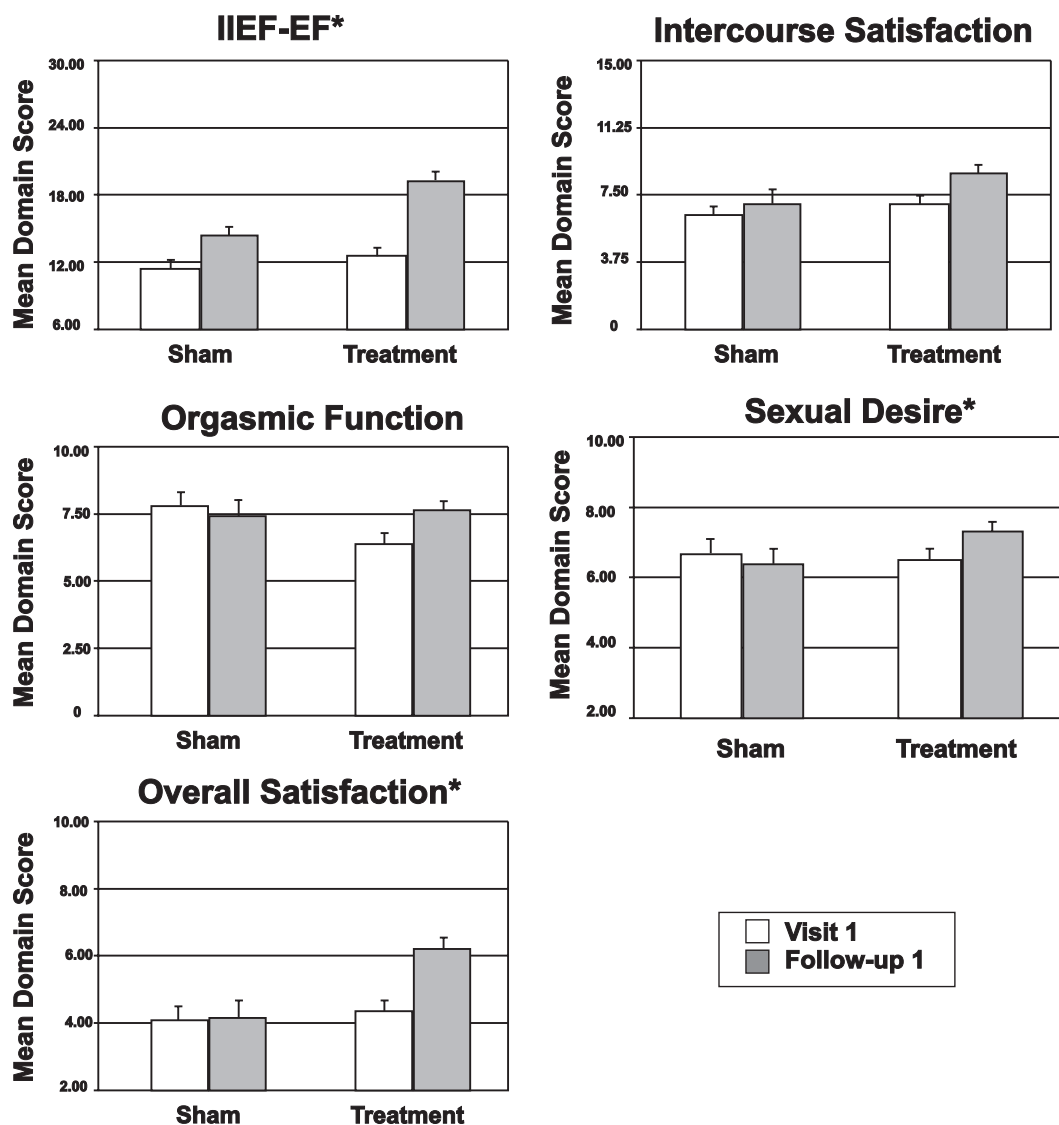 IIEF-EF*
Mean Domain Score
30.00
24.00
18.00
12.00
6.00
Sham
Treatment
Intercourse Satisfaction
Mean Domain Score
15.00
11.25
7.50
3.75
0
Sham
Treatment
Orgasmic Function
Mean Domain Score
10.00
7.50
5.00
2.50
0
Sham
Treatment
Sexual Desire*
Mean Domain Score
10.00
8.00
6.00
4.00
2.00
Sham
Treatment
Overall Satisfaction*
Mean Domain Score
10.00
8.00
6.00
4.00
2.00
Sham
Treatment
Visit 1
Follow-up 1